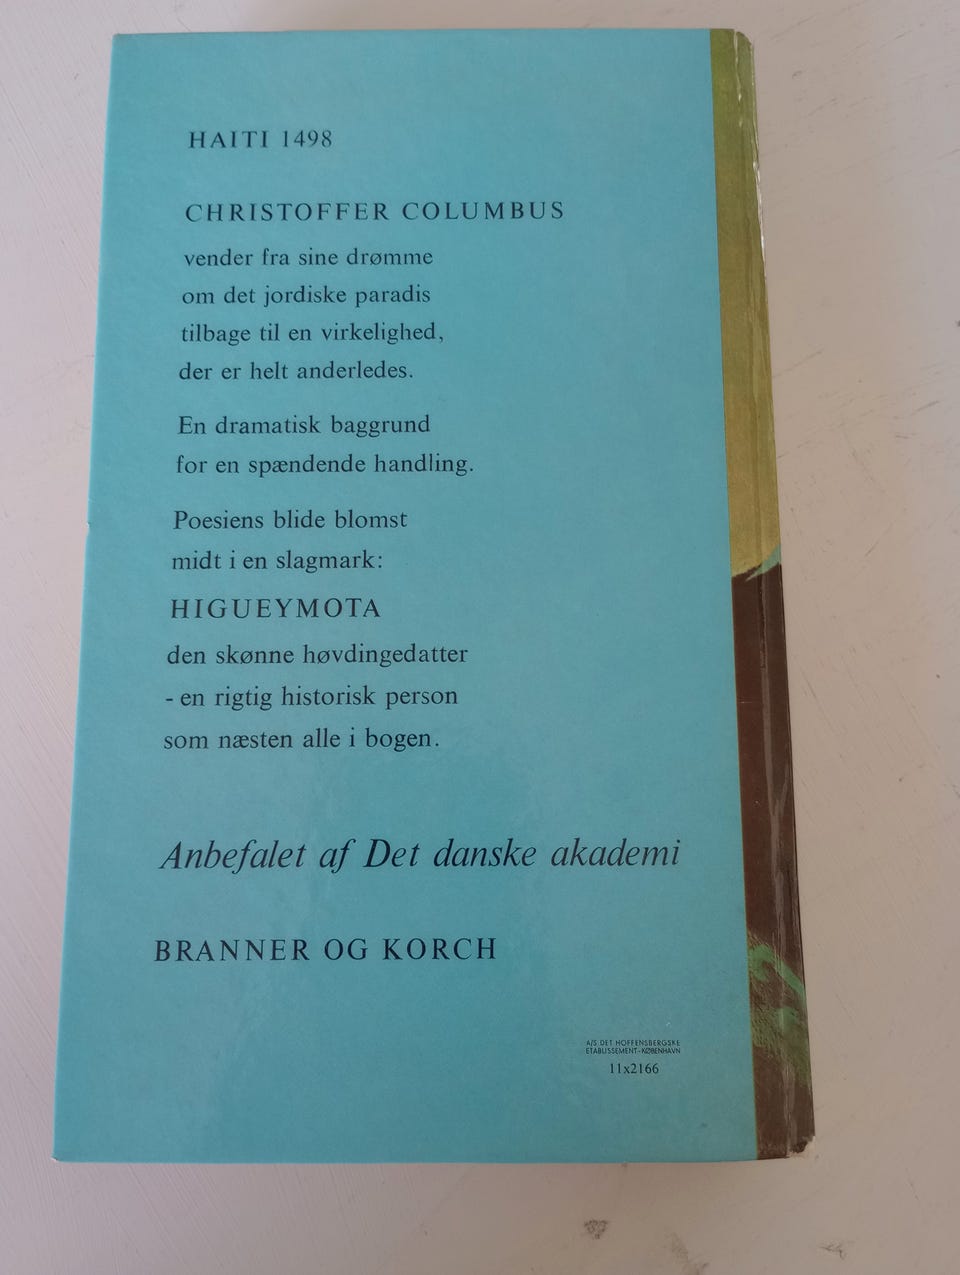 HAITI 1498
CHRISTOFFER COLUMBUS
vender fra sine drømme
om det jordiske paradis
tilbage til en virkelighed,
der er helt anderledes.
En dramatisk baggrund
for en spændende handling.
Poesiens blide blomst
midt i en slagmark:
HIGUEYMOTA
den skønne høvdingedatter
- en rigtig historisk person
som næsten alle i bogen.
Anbefalet af Det danske akademi
BRANNER OG KORCH
A/S DET HOFFENSBERGSKE
ETABLISSEMENT-KØBENHAVN
11x2166